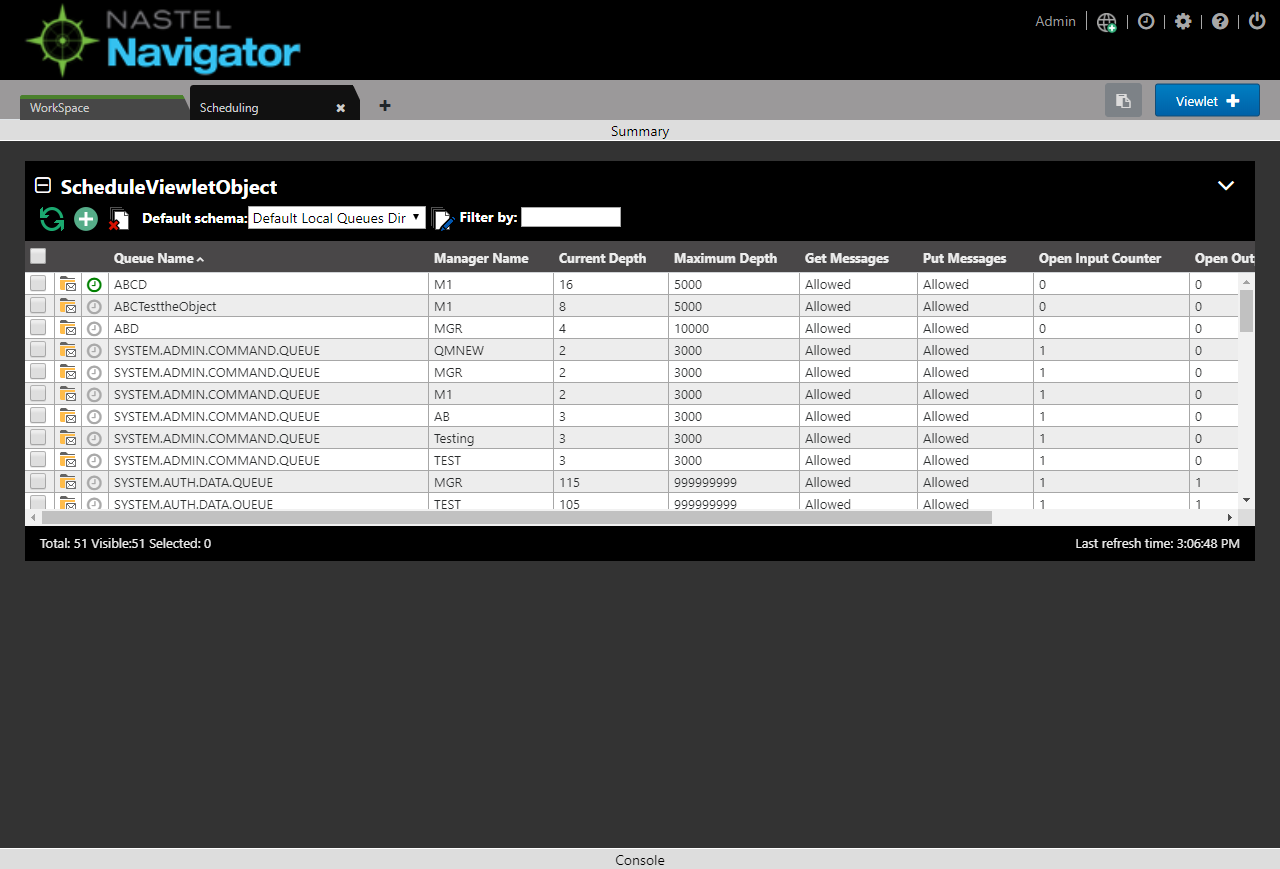 NASTEL
Navigator
Admin
WorkSpace Scheduling Viewlet
Summary
ScheduleViewletObject
Default schema: Default Local Queues Dir Filter by:
Queue Name Manager Name Current Depth Maximum Depth Get Messages Put Messages Open Input Counter Open Out
ABCD M1 16 5000 Allowed Allowed 0 0
ABCTesttheObject M1 8 5000 Allowed Allowed 0 0
ABD MGR 4 10000 Allowed Allowed 0 0
SYSTEM.ADMIN.COMMAND.QUEUE QMNEW 2 3000 Allowed Allowed 1 0
SYSTEM.ADMIN.COMMAND.QUEUE MGR 2 3000 Allowed Allowed 1 0
SYSTEM.ADMIN.COMMAND.QUEUE M1 2 3000 Allowed Allowed 1 0
SYSTEM.ADMIN.COMMAND.QUEUE AB 3 3000 Allowed Allowed 1 0
SYSTEM.ADMIN.COMMAND.QUEUE Testing 3 3000 Allowed Allowed 1 0
SYSTEM.ADMIN.COMMAND.QUEUE TEST 3 3000 Allowed Allowed 1 0
SYSTEM.AUTH.DATA.QUEUE MGR 115 999999999 Allowed Allowed 1 1
SYSTEM.AUTH.DATA.QUEUE TEST 105 999999999 Allowed Allowed 1 1
Total: 51 Visible:51 Selected: 0 Last refresh time: 3:06:48 PM
Console